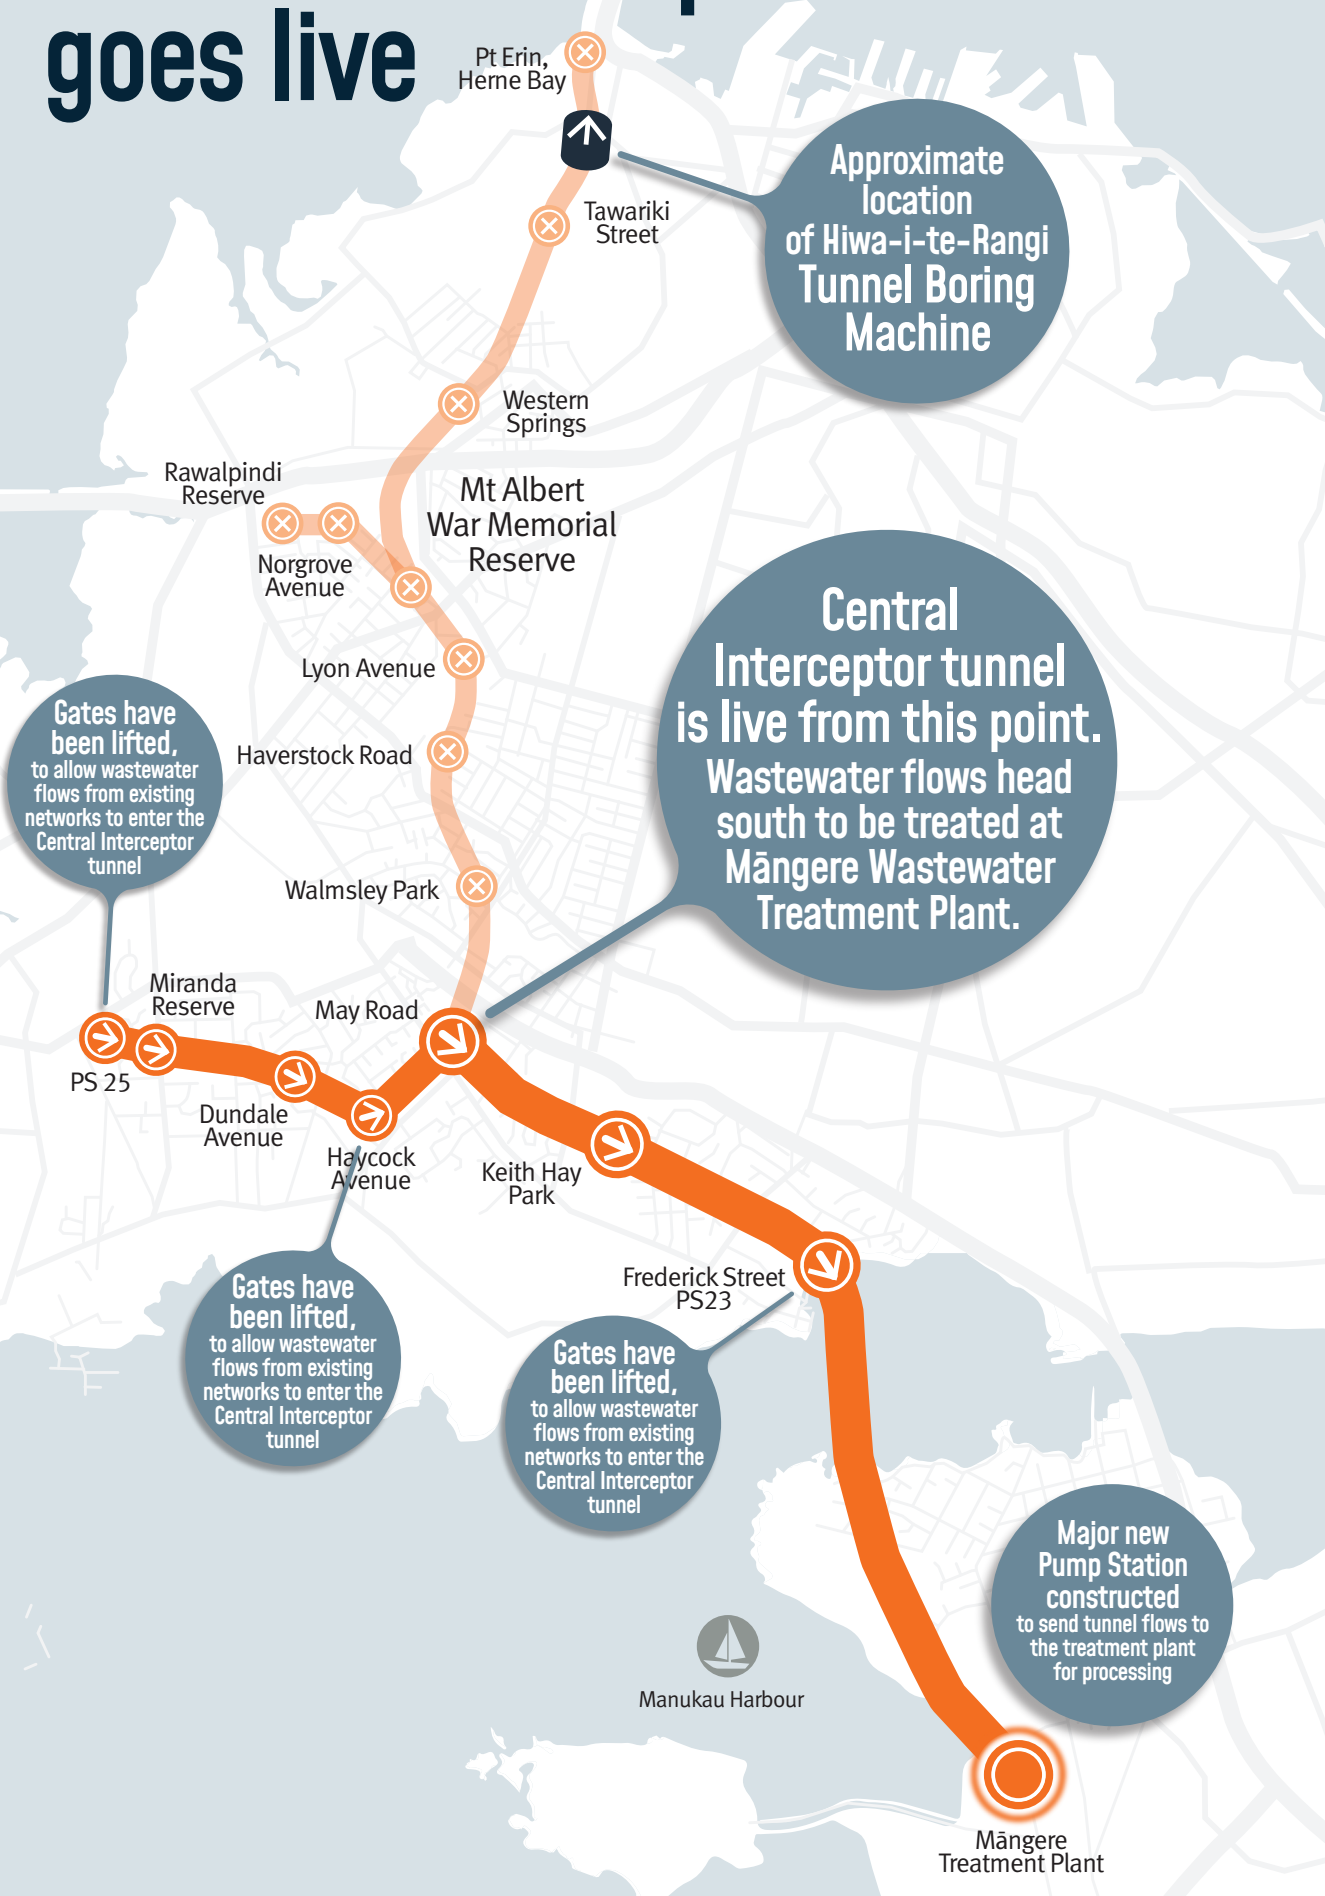 goes live
Pt Erin,
Herne Bay
Approximate
location
of Hiwa-i-te-Rangi
Tunnel Boring
Machine
Tawariki
Street
Western
Springs
Rawalpindi
Reserve
Mt Albert
War Memorial
Reserve
Norgrove
Avenue
Central
Interceptor tunnel
is live from this point.
Wastewater flows head
south to be treated at
Māngere Wastewater
Treatment Plant.
Lyon Avenue
Gates have
been lifted,
to allow wastewater
flows from existing
networks to enter the
Central Interceptor
tunnel
Haverstock Road
Walmsley Park
Miranda
Reserve
May Road
PS 25
Dundale
Avenue
Haycock
Avenue
Keith Hay
Park
Gates have
been lifted,
to allow wastewater
flows from existing
networks to enter the
Central Interceptor
tunnel
Frederick Street
PS23
Gates have
been lifted,
to allow wastewater
flows from existing
networks to enter the
Central Interceptor
tunnel
Major new
Pump Station
constructed
to send tunnel flows to
the treatment plant
for processing
Manukau Harbour
Māngere
Treatment Plant